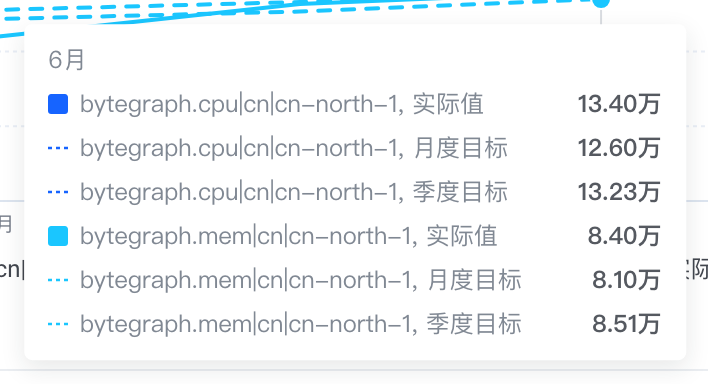 6月
bytegraph.cpu|cn|cn-north-1, 实际值 13.40万
bytegraph.cpu|cn|cn-north-1, 月度目标 12.60万
bytegraph.cpu|cn|cn-north-1, 季度目标 13.23万
月
bytegraph.mem|cn|cn-north-1, 实际值 8.40万
cn|
bytegraph.mem|cn|cn-north-1, 月度目标 8.10万
实际
bytegraph.mem|cn|cn-north-1, 季度目标 8.51万